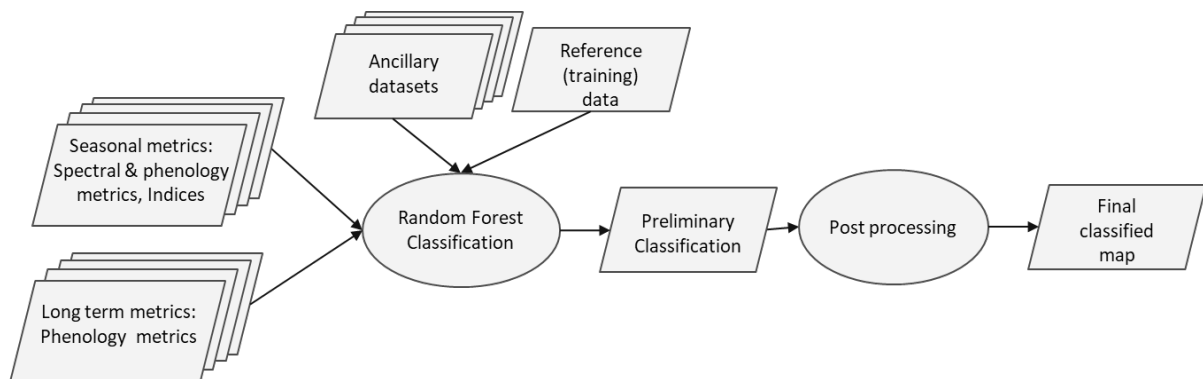 Ancillary
datasets
Reference
(training)
data
Seasonal metrics:
Spectral & phenology
metrics, Indices
Random Forest
Classification
Preliminary
Classification
Post processing
Final
classified
map
Long term metrics:
Phenology metrics